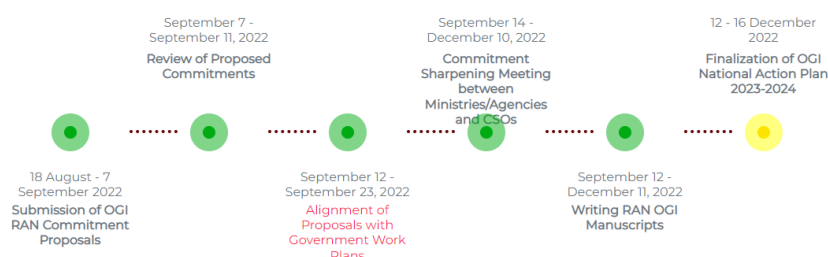 18 August - 7
September 2022
Submission of OGI
RAN Commitment
Proposals
September 7 -
September 11, 2022
Review of Proposed
Commitments
September 12 -
September 23, 2022
Alignment of
Proposals with
Government Work
Plans
September 14 -
December 10, 2022
Commitment
Sharpening Meeting
between
Ministries/Agencies
and CSOs
September 12 -
December 11, 2022
Writing RAN OGI
Manuscripts
12 - 16 December
2022
Finalization of OGI
National Action Plan
2023-2024